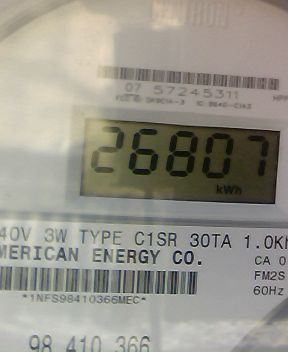 07 57245311
26807
kWh
40V 3W TYPE C1SR 30TA 1.0Kh
MERICAN ENERGY CO.
CA 0
FM2S
60Hz
*1NFS98410366MEC*
98 410 366